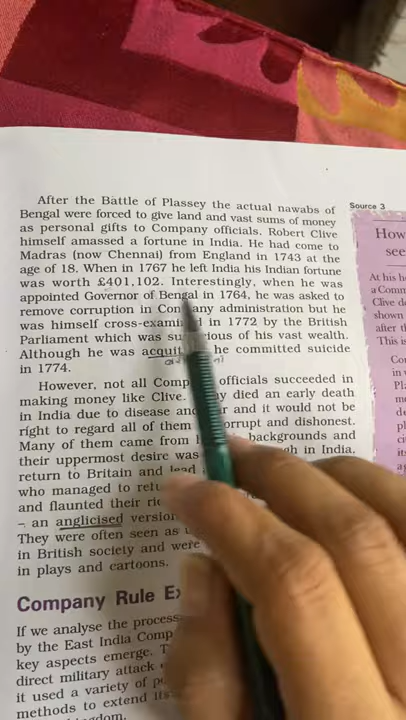 After the Battle of Plassey the actual nawabs of
Bengal were forced to give land and vast sums of money
as personal gifts to Company officials. Robert Clive
himself amassed a fortune in India. He had come to
Madras (now Chennai) from England in 1743 at the
age of 18. When in 1767 he left India his Indian fortune
was worth £401,102. Interestingly, when he was
appointed Governor of Bengal in 1764, he was asked to
remove corruption in Company administration but he
was himself cross-examined in 1772 by the British
Parliament which was suspicious of his vast wealth.
Although he was acquit he committed suicide
in 1774.
However, not all Comp officials succeeded in
making money like Clive. died an early death
in India due to disease and and it would not be
right to regard all of them rrupt and dishonest.
Many of them came from backgrounds and
their uppermost desire was gh in India,
return to Britain and lead
who managed to retu
and flaunted their ric
– an anglicised version
They were often seen as
in British society and were
in plays and cartoons.
Company Rule Ex
If we analyse the process
by the East India Comp
key aspects emerge.
direct military attack
it used a variety of po
methods to extend its
Source 3
How
see
At his h
a Comm
Clive de
shown
after th
This is